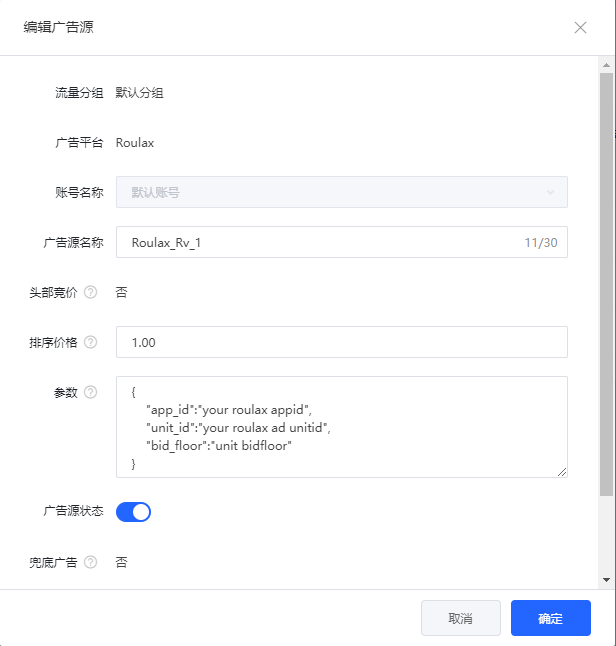 编辑广告源
流量分组 默认分组
广告平台 Roulax
账号名称 默认账号
广告源名称 Roulax_Rv_1 11/30
头部竞价 ? 否
排序价格 ? 1.00
参数 ? {
"app_id":"your roulax appid",
"unit_id":"your roulax ad unitid",
"bid_floor":"unit bidfloor"
}
广告源状态
兜底广告 ? 否
取消 确定